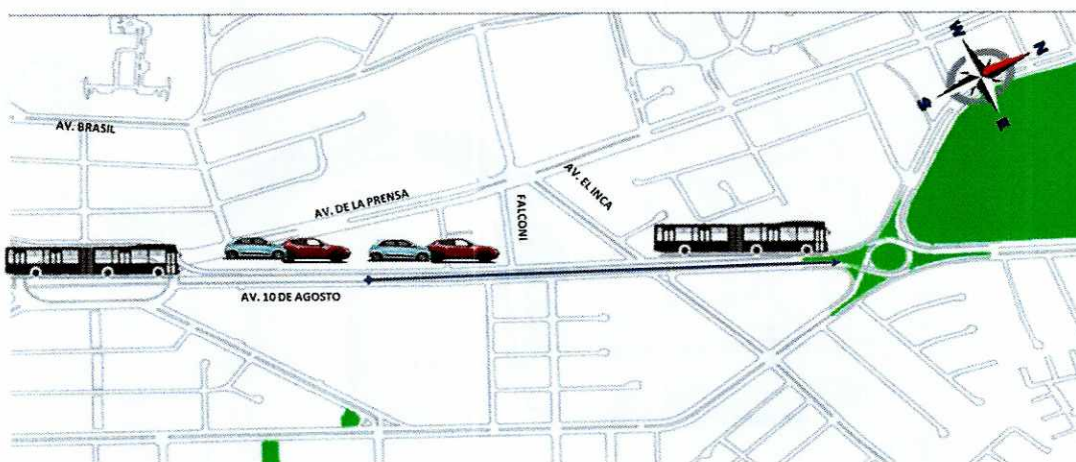 W
N
S
E
AV. BRASIL
AV. EL INCA
AV. DE LA PRENSA
FALCONI
AV. 10 DE AGOSTO